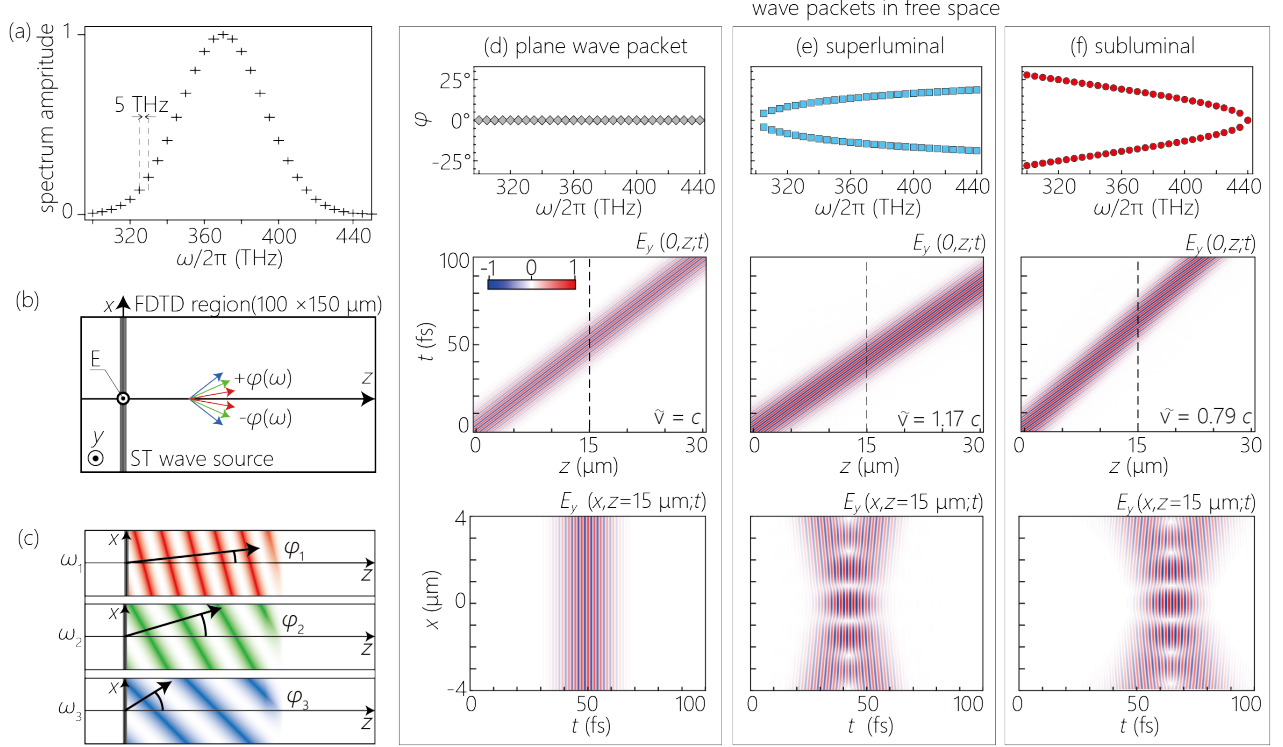 wave packets in free space
(a)
spectrum ampritude
1
0
5 THz
320 360 400 440
ω/2π (THz)
(b)
x FDTD region(100 ×150 μm)
E
+φ(ω)
z
-φ(ω)
y
ST wave source
(c)
ω1 x φ1 z
ω2 x φ2 z
ω3 x φ3 z
(d) plane wave packet
φ
25°
0°
-25°
320 360 400 440
ω/2π (THz)
Ey (0,z;t)
t (fs)
100
50
0
-1 0 1
ṽ = c
0 15 30
z (μm)
Ey (x,z=15 μm;t)
x (μm)
4
0
-4
0 50 100
t (fs)
(e) superluminal
320 360 400 440
ω/2π (THz)
Ey (0,z;t)
ṽ = 1.17 c
0 15 30
z (μm)
Ey (x,z=15 μm;t)
0 50 100
t (fs)
(f) subluminal
320 360 400 440
ω/2π (THz)
Ey (0,z;t)
ṽ = 0.79 c
0 15 30
z (μm)
Ey (x,z=15 μm;t)
0 50 100
t (fs)